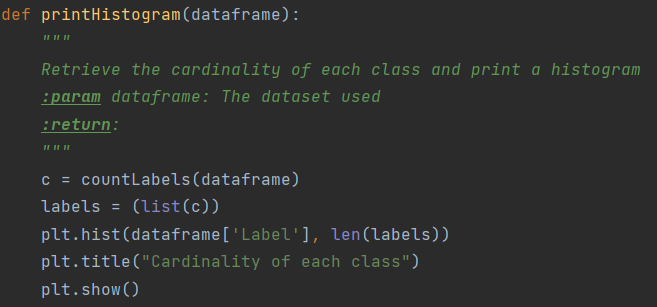 def printHistogram(dataframe):
    """
    Retrieve the cardinality of each class and print a histogram
    :param dataframe: The dataset used
    :return:
    """
    c = countLabels(dataframe)
    labels = (list(c))
    plt.hist(dataframe['Label'], len(labels))
    plt.title("Cardinality of each class")
    plt.show()